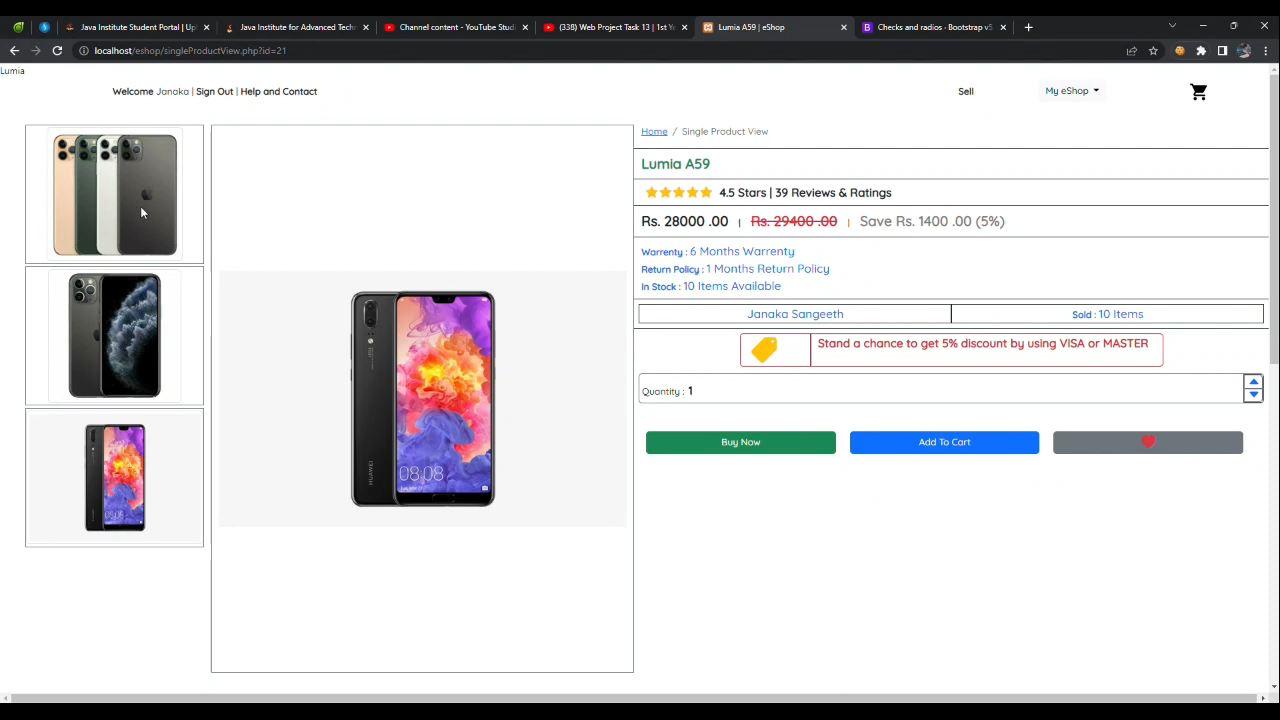 Java Institute Student Portal | Up
Java Institute for Advanced Techn
Channel content - YouTube Studi
(338) Web Project Task 13 | 1st Y
Lumia A59 | eShop
Checks and radios · Bootstrap v5
localhost/eshop/singleProductView.php?id=21
Lumia
Welcome Janaka | Sign Out | Help and Contact
Sell
My eShop
Home / Single Product View
Lumia A59
4.5 Stars | 39 Reviews & Ratings
Rs. 28000 .00 | Rs. 29400 .00 | Save Rs. 1400 .00 (5%)
Warrenty : 6 Months Warrenty
Return Policy : 1 Months Return Policy
In Stock : 10 Items Available
Janaka Sangeeth
Sold : 10 Items
Stand a chance to get 5% discount by using VISA or MASTER
Quantity : 1
Buy Now
Add To Cart
HUAWEI
08:08